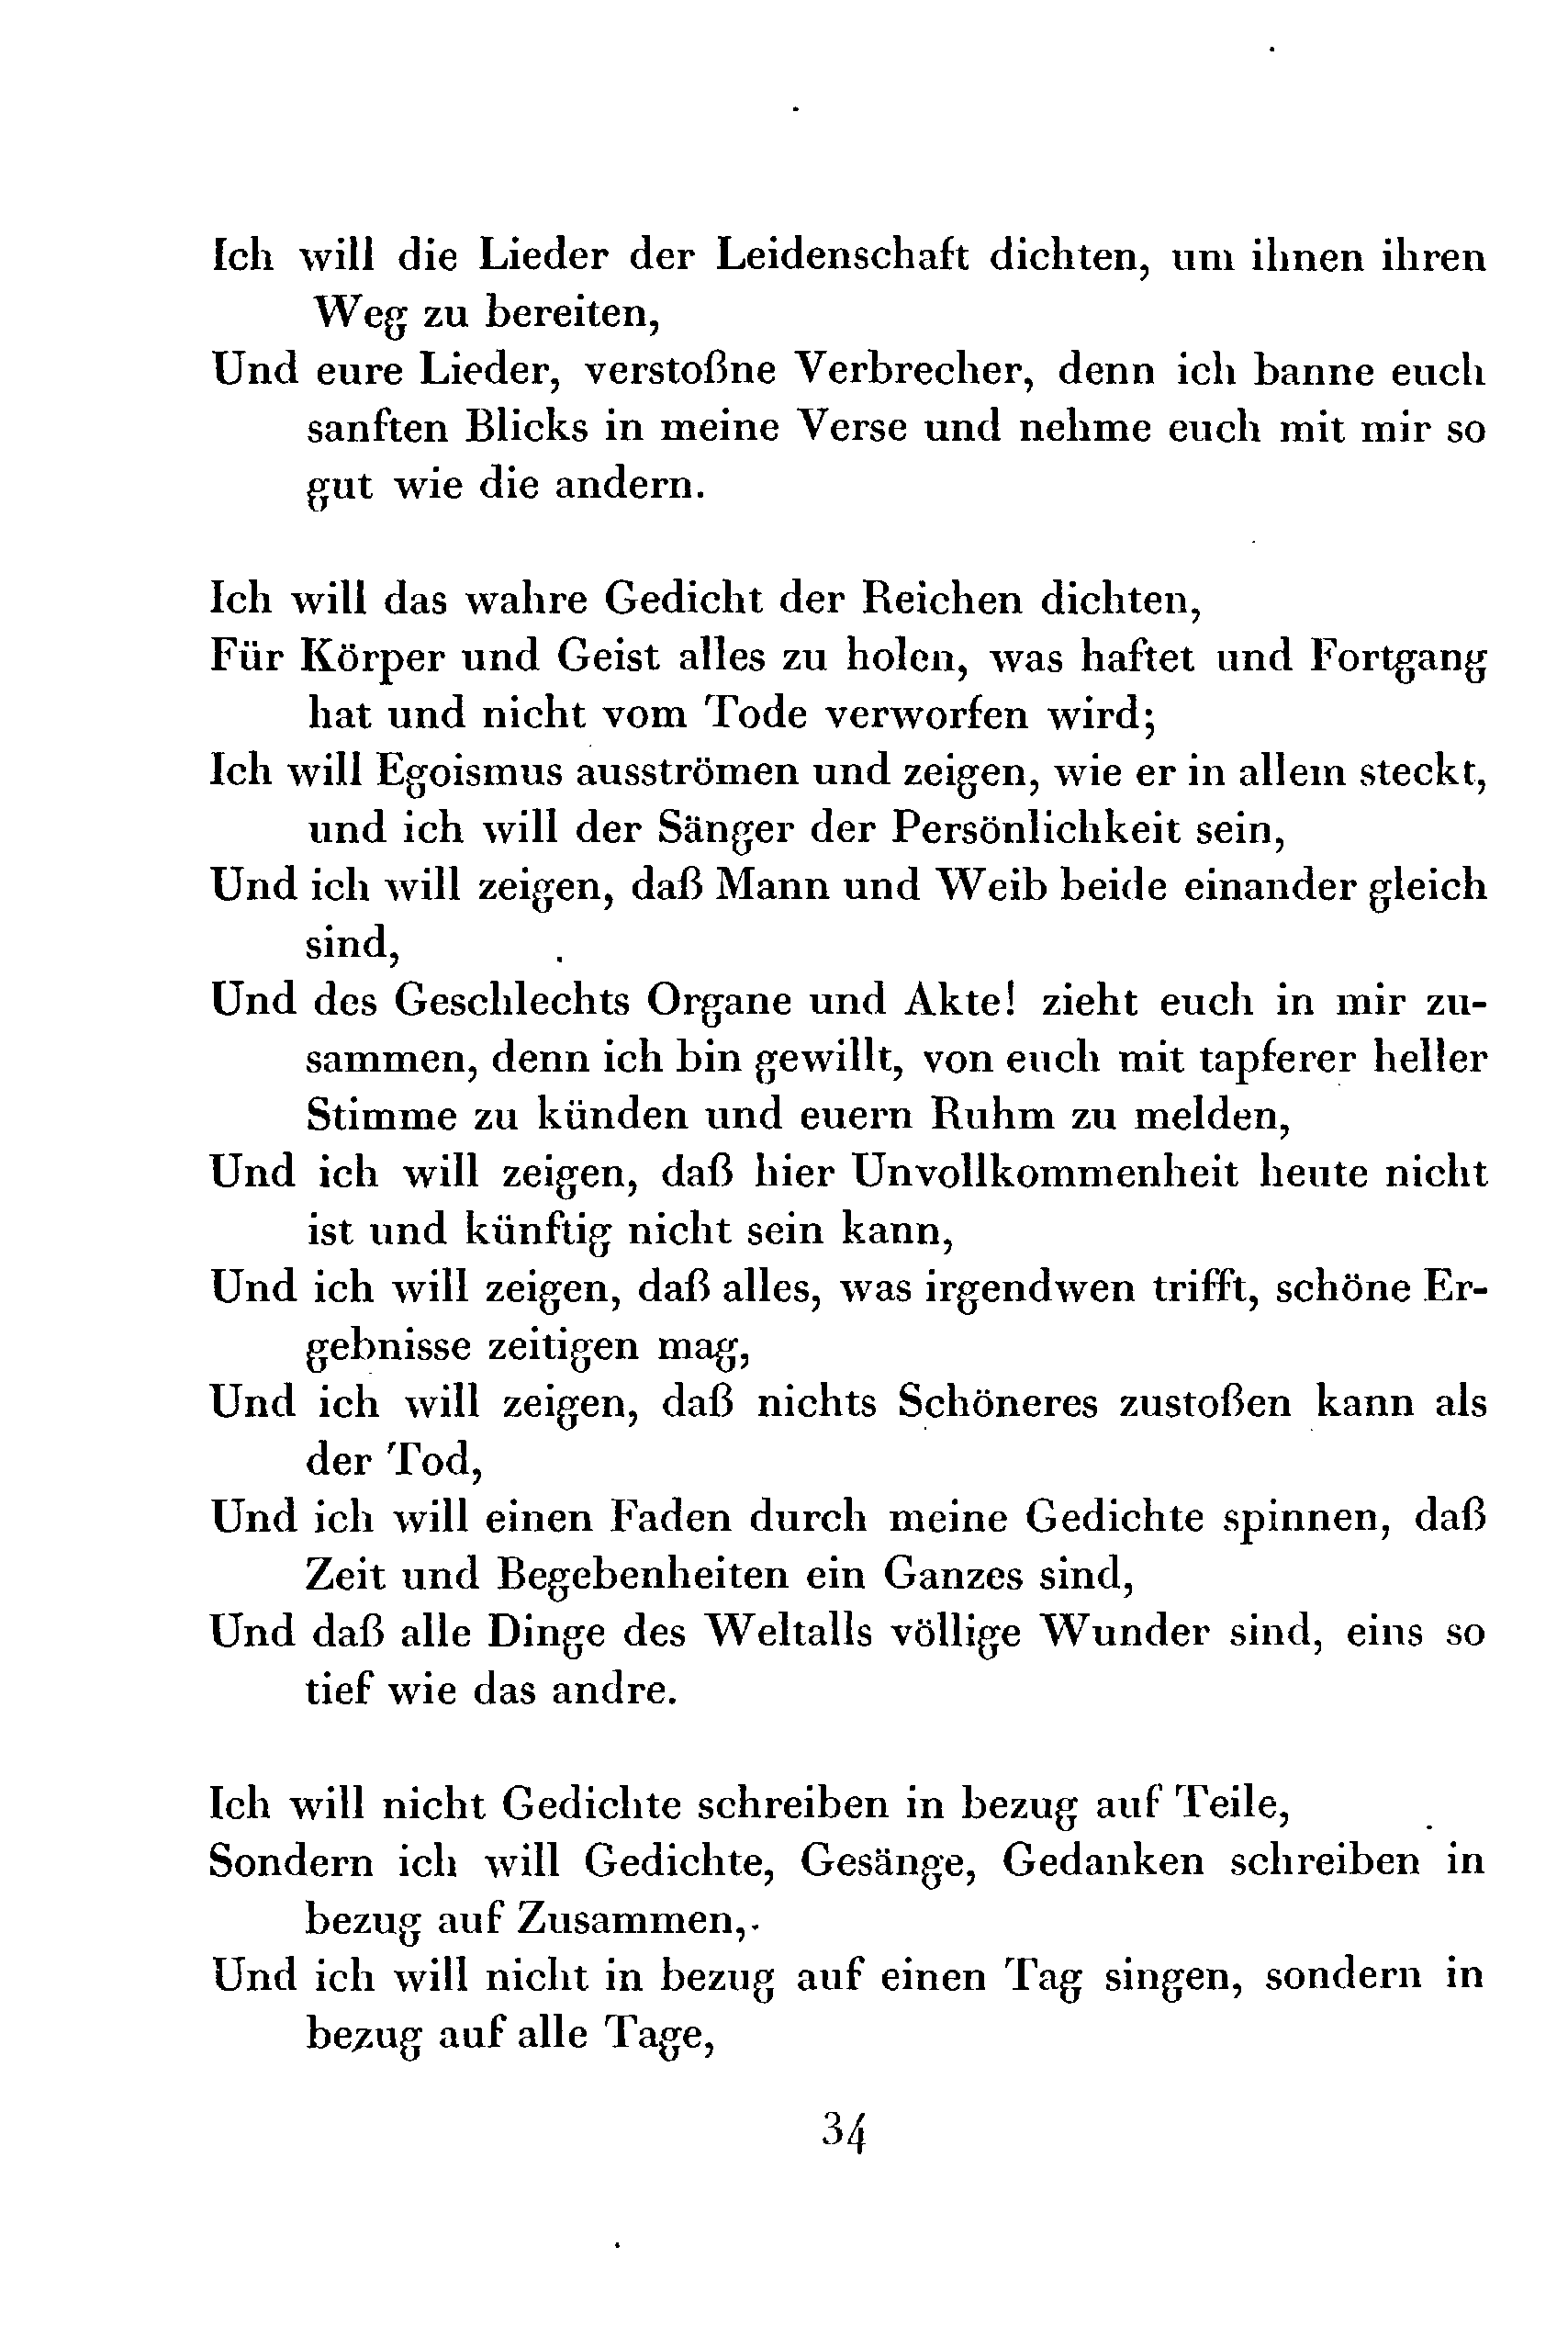 Ich will die Lieder der Leidenschaft dichten, um ihnen ihren
Weg zu bereiten,
Und eure Lieder, verstoßne Verbrecher, denn ich banne euch
sanften Blicks in meine Verse und nehme euch mit mir so
gut wie die andern.
Ich will das wahre Gedicht der Reichen dichten,
Für Körper und Geist alles zu holen, was haftet und Fortgang
hat und nicht vom Tode verworfen wird;
Ich will Egoismus ausströmen und zeigen, wie er in allem steckt,
und ich will der Sänger der Persönlichkeit sein,
Und ich will zeigen, daß Mann und Weib beide einander gleich
sind,
Und des Geschlechts Organe und Akte! zieht euch in mir zu-
sammen, denn ich bin gewillt, von euch mit tapferer heller
Stimme zu künden und euern Ruhm zu melden,
Und ich will zeigen, daß hier Unvollkommenheit heute nicht
ist und künftig nicht sein kann,
Und ich will zeigen, daß alles, was irgendwen trifft, schöne Er-
gebnisse zeitigen mag,
Und ich will zeigen, daß nichts Schöneres zustoßen kann als
der Tod,
Und ich will einen Faden durch meine Gedichte spinnen, daß
Zeit und Begebenheiten ein Ganzes sind,
Und daß alle Dinge des Weltalls völlige Wunder sind, eins so
tief wie das andre.
Ich will nicht Gedichte schreiben in bezug auf Teile,
Sondern ich will Gedichte, Gesänge, Gedanken schreiben in
bezug auf Zusammen,
Und ich will nicht in bezug auf einen Tag singen, sondern in
bezug auf alle Tage,
34